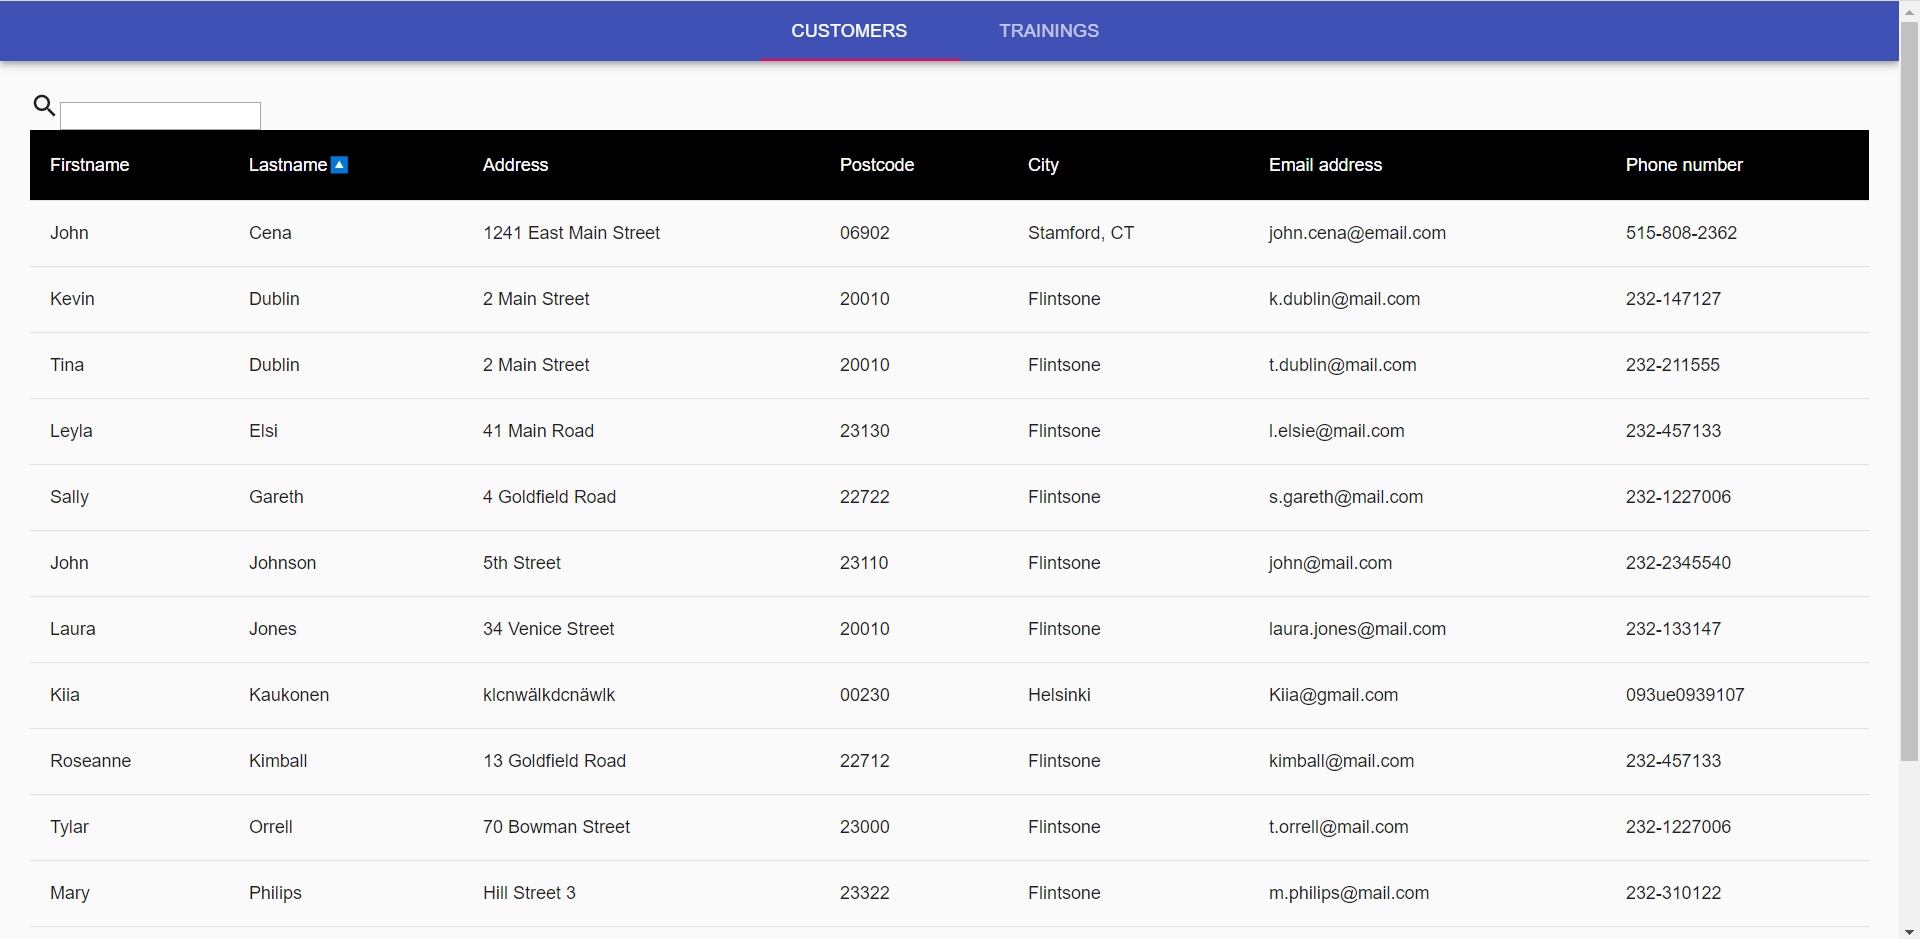 CUSTOMERS TRAININGS
Firstname Lastname🔼 Address Postcode City Email address Phone number
John Cena 1241 East Main Street 06902 Stamford, CT john.cena@email.com 515-808-2362
Kevin Dublin 2 Main Street 20010 Flintsone k.dublin@mail.com 232-147127
Tina Dublin 2 Main Street 20010 Flintsone t.dublin@mail.com 232-211555
Leyla Elsi 41 Main Road 23130 Flintsone l.elsie@mail.com 232-457133
Sally Gareth 4 Goldfield Road 22722 Flintsone s.gareth@mail.com 232-1227006
John Johnson 5th Street 23110 Flintsone john@mail.com 232-2345540
Laura Jones 34 Venice Street 20010 Flintsone laura.jones@mail.com 232-133147
Kiia Kaukonen klcnwälkdcnäwlk 00230 Helsinki Kiia@gmail.com 093ue0939107
Roseanne Kimball 13 Goldfield Road 22712 Flintsone kimball@mail.com 232-457133
Tylar Orrell 70 Bowman Street 23000 Flintsone t.orrell@mail.com 232-1227006
Mary Philips Hill Street 3 23322 Flintsone m.philips@mail.com 232-310122